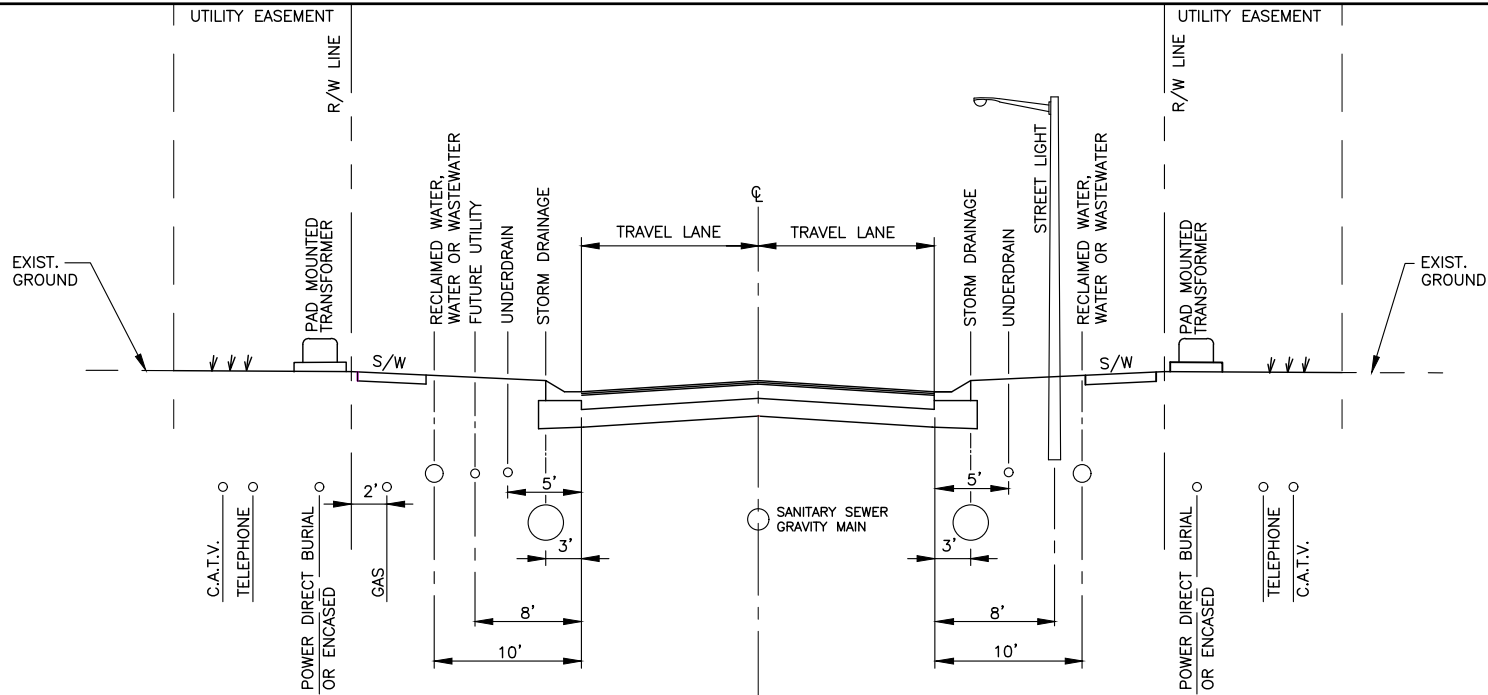 UTILITY EASEMENT
UTILITY EASEMENT
R/W LINE
R/W LINE
EXIST.
GROUND
PAD MOUNTED
TRANSFORMER
S/W
RECLAIMED WATER,
WATER OR WASTEWATER
FUTURE UTILITY
UNDERDRAIN
STORM DRAINAGE
TRAVEL LANE
℄
TRAVEL LANE
STORM DRAINAGE
UNDERDRAIN
STREET LIGHT
RECLAIMED WATER,
WATER OR WASTEWATER
S/W
PAD MOUNTED
TRANSFORMER
EXIST.
GROUND
2'
5'
5'
SANITARY SEWER
GRAVITY MAIN
3'
3'
C.A.T.V.
TELEPHONE
POWER DIRECT BURIAL
OR ENCASED
GAS
8'
10'
8'
10'
POWER DIRECT BURIAL
OR ENCASED
TELEPHONE
C.A.T.V.